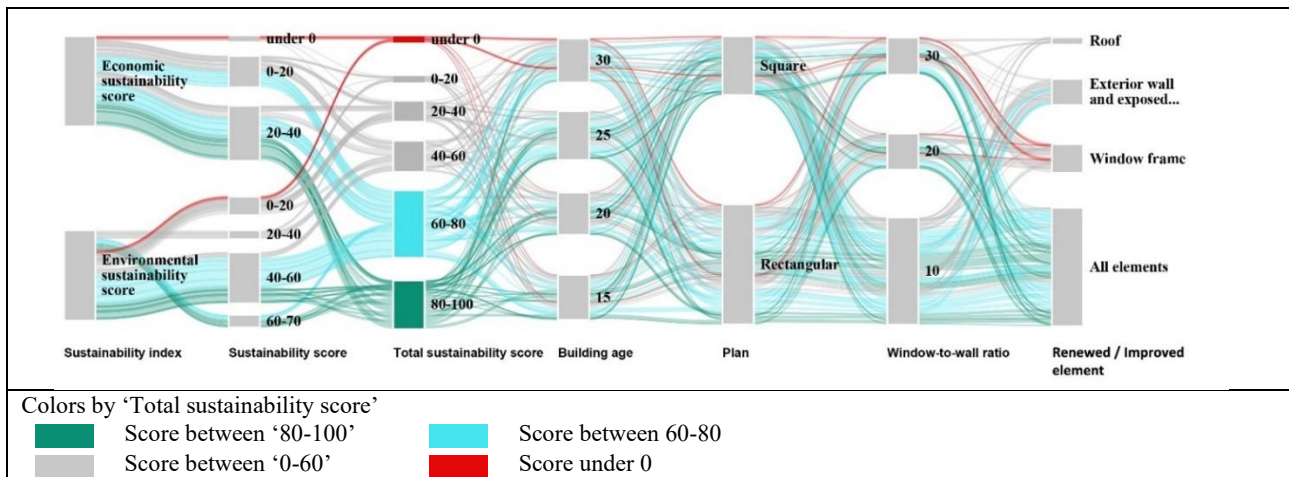 Economic
sustainability
score
Environmental
sustainability
score
Sustainability index
under 0
0-20
20-40
0-20
20-40
40-60
60-70
Sustainability score
under 0
0-20
20-40
40-60
60-80
80-100
Total sustainability score
30
25
20
15
Building age
Square
Rectangular
Plan
30
20
10
Window-to-wall ratio
Roof
Exterior wall
and exposed...
Window frame
All elements
Renewed / Improved
element
Colors by ‘Total sustainability score’
Score between ‘80-100’
Score between 60-80
Score between ‘0-60’
Score under 0